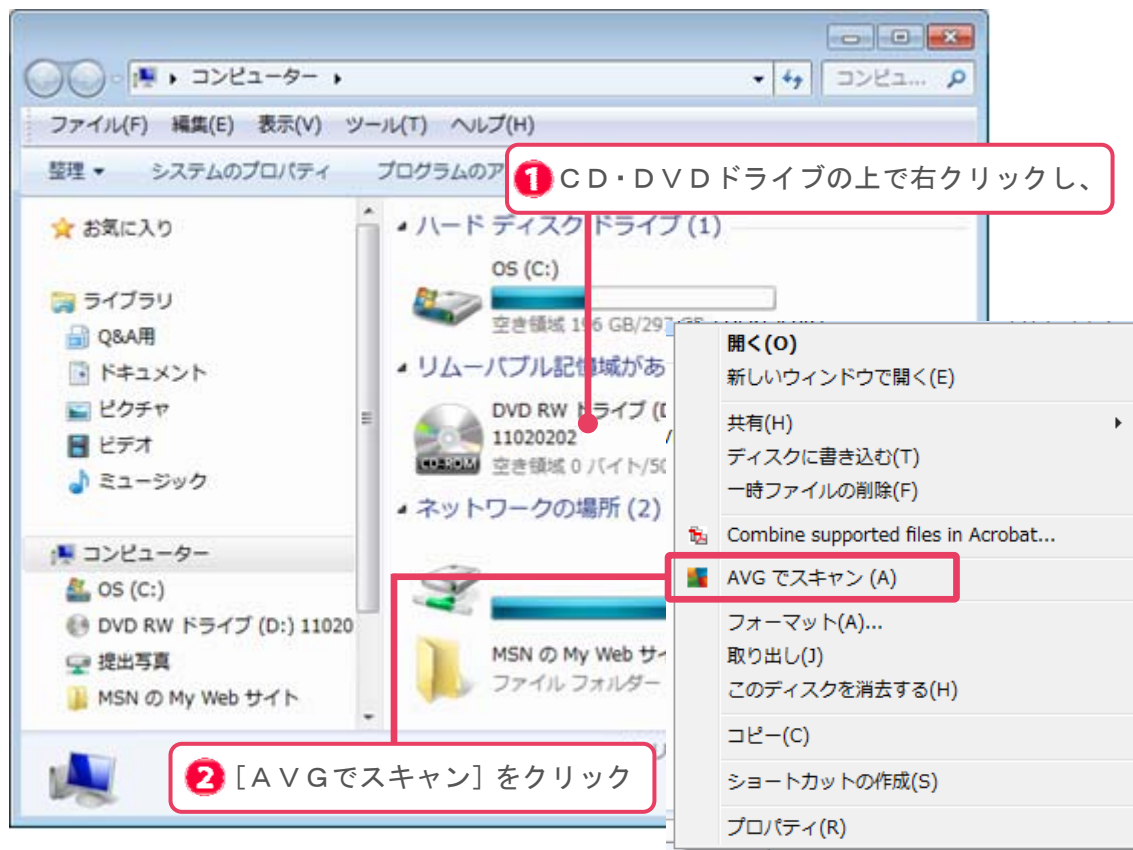 コンピューター
コンピュ...
ファイル(F) 編集(E) 表示(V) ツール(T) ヘルプ(H)
整理 システムのプロパティ プログラムのア
❶ＣＤ・ＤＶＤドライブの上で右クリックし、
お気に入り
ライブラリ
Q&A用
ドキュメント
ピクチャ
ビデオ
ミュージック
コンピューター
OS (C:)
DVD RW ドライブ (D:) 11020
提出写真
MSN の My Web サイト
ハード ディスク ドライブ (1)
OS (C:)
空き領域 196 GB/297
リムーバブル記憶域があ
DVD RW ドライブ (D
11020202
CD-ROM
空き領域 0 バイト/50
ネットワークの場所 (2)
MSN の My Web サイ
ファイル フォルダー
開く(O)
新しいウィンドウで開く(E)
共有(H)
ディスクに書き込む(T)
一時ファイルの削除(F)
Combine supported files in Acrobat...
AVG でスキャン (A)
フォーマット(A)...
取り出し(J)
このディスクを消去する(H)
コピー(C)
ショートカットの作成(S)
プロパティ(R)
❷［ＡＶＧでスキャン］をクリック